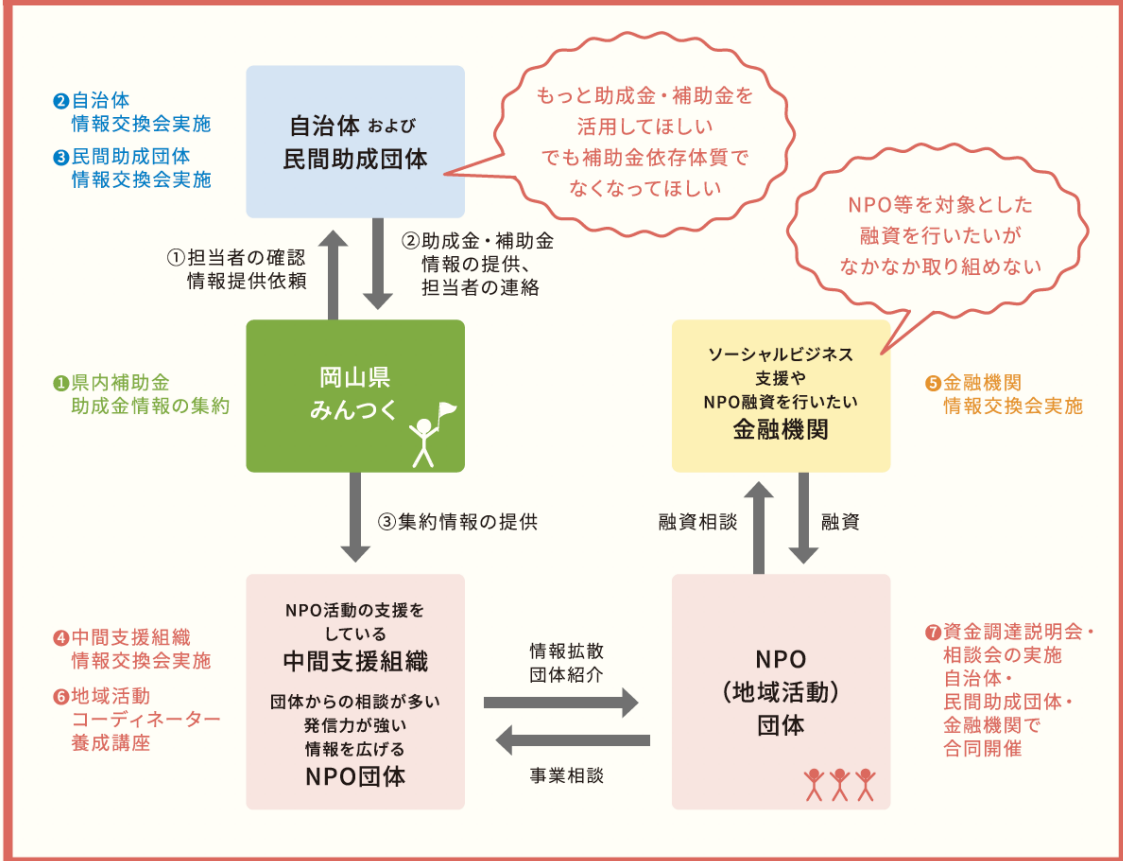 ❷自治体
情報交換会実施
❸民間助成団体
情報交換会実施
自治体 および
民間助成団体
もっと助成金・補助金を
活用してほしい
でも補助金依存体質で
なくなってほしい
NPO等を対象とした
融資を行いたいが
なかなか取り組めない
①担当者の確認
情報提供依頼
②助成金・補助金
情報の提供、
担当者の連絡
❶県内補助金
助成金情報の集約
岡山県
みんつく
ソーシャルビジネス
支援や
NPO融資を行いたい
金融機関
❺金融機関
情報交換会実施
③集約情報の提供
融資相談
融資
❹中間支援組織
情報交換会実施
❻地域活動
コーディネーター
養成講座
NPO活動の支援を
している
中間支援組織
団体からの相談が多い
発信力が強い
情報を広げる
NPO団体
情報拡散
団体紹介
事業相談
NPO
（地域活動）
団体
❼資金調達説明会・
相談会の実施
自治体・
民間助成団体・
金融機関で
合同開催